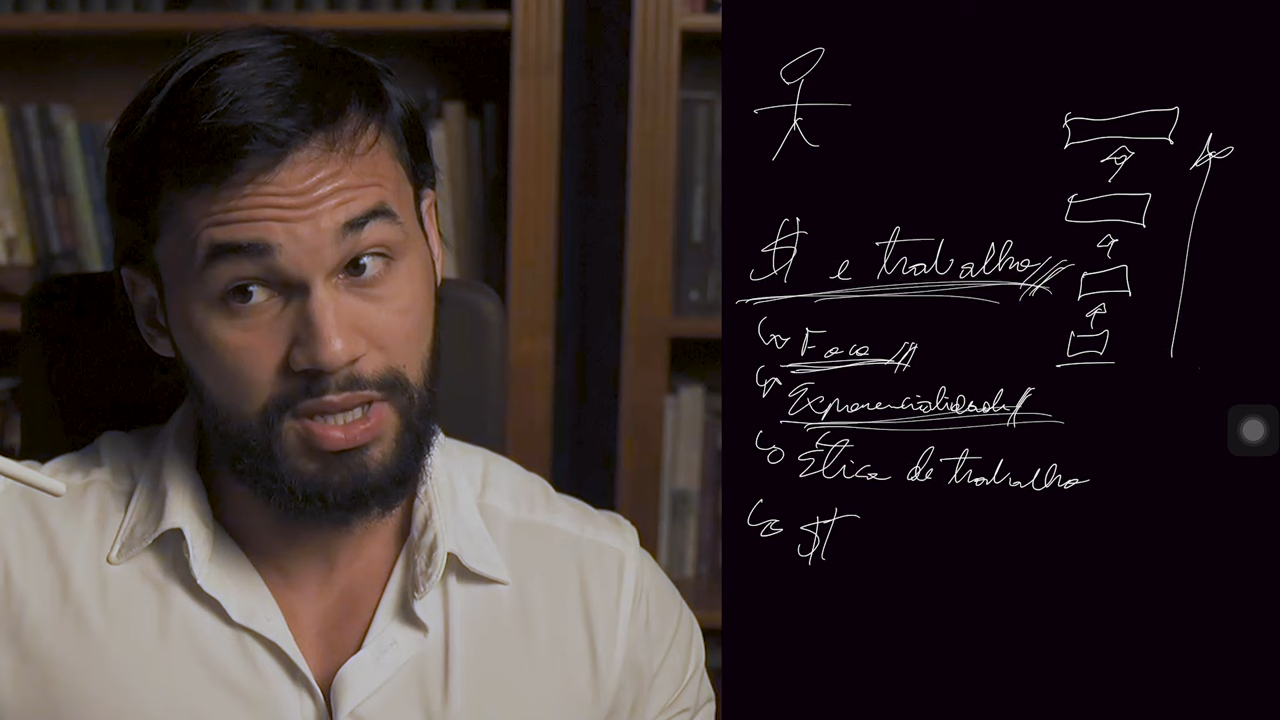 $ e trabalho
↳ Foco
↳ Exponencialidade
↳ Ética de trabalho
↳ $